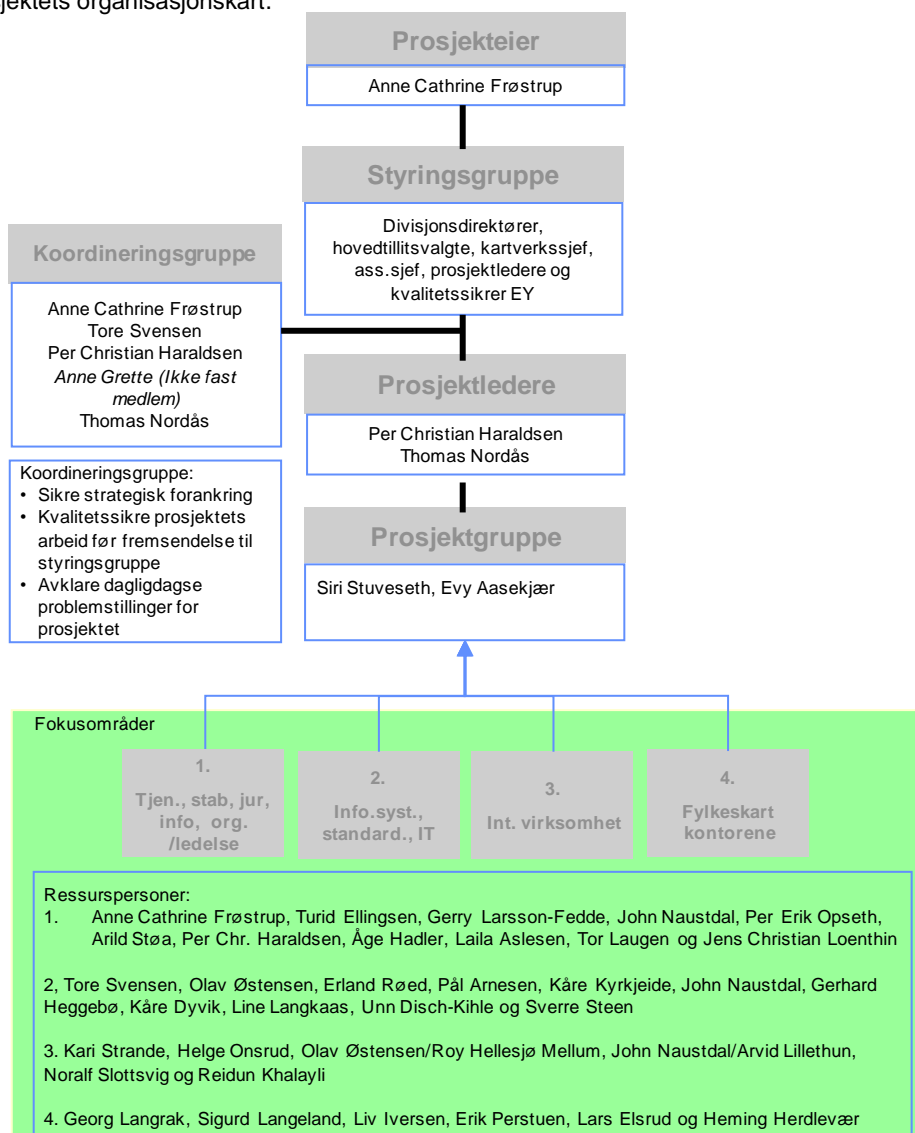 jektets organisasjonskart.
Prosjekteier
Anne Cathrine Frøstrup
Styringsgruppe
Divisjonsdirektører,
hovedtillitsvalgte, kartverkssjef,
ass.sjef, prosjektledere og
kvalitetssikrer EY
Koordineringsgruppe
Anne Cathrine Frøstrup
Tore Svensen
Per Christian Haraldsen
Anne Grette (Ikke fast
medlem)
Thomas Nordås
Koordineringsgruppe:
• Sikre strategisk forankring
• Kvalitetssikre prosjektets
arbeid før fremsendelse til
styringsgruppe
• Avklare dagligdagse
problemstillinger for
prosjektet
Prosjektledere
Per Christian Haraldsen
Thomas Nordås
Prosjektgruppe
Siri Stuveseth, Evy Aasekjær
Fokusområder
1.
Tjen., stab, jur,
info, org.
/ledelse
2.
Info.syst.,
standard., IT
3.
Int. virksomhet
4.
Fylkeskart
kontorene
Ressurspersoner:
1. Anne Cathrine Frøstrup, Turid Ellingsen, Gerry Larsson-Fedde, John Naustdal, Per Erik Opseth,
Arild Støa, Per Chr. Haraldsen, Åge Hadler, Laila Aslesen, Tor Laugen og Jens Christian Loenthin
2, Tore Svensen, Olav Østensen, Erland Røed, Pål Arnesen, Kåre Kyrkjeide, John Naustdal, Gerhard
Heggebø, Kåre Dyvik, Line Langkaas, Unn Disch-Kihle og Sverre Steen
3. Kari Strande, Helge Onsrud, Olav Østensen/Roy Hellesjø Mellum, John Naustdal/Arvid Lillethun,
Noralf Slottsvig og Reidun Khalayli
4. Georg Langrak, Sigurd Langeland, Liv Iversen, Erik Perstuen, Lars Elsrud og Heming Herdlevær